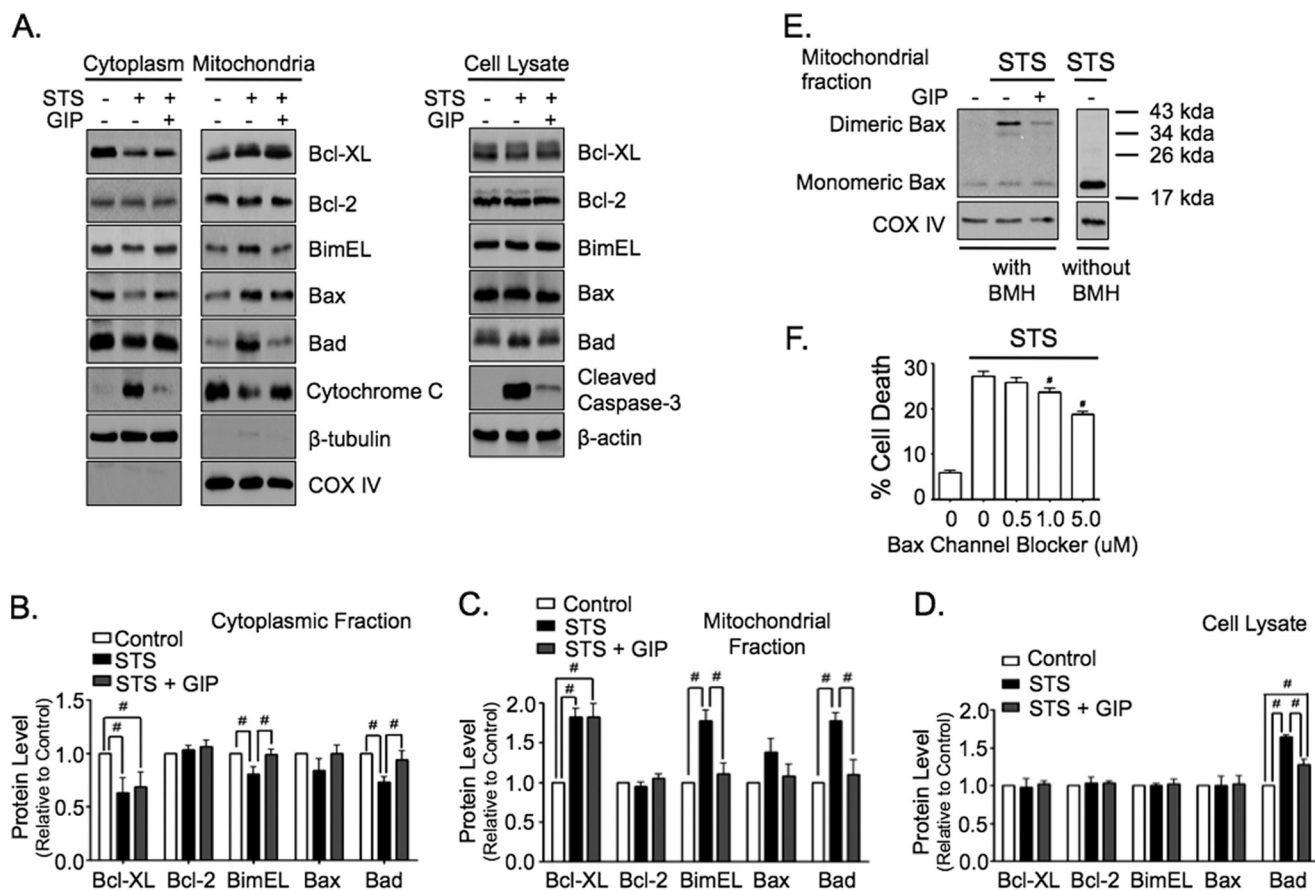 A.
Cytoplasm Mitochondria
STS - + + - + +
GIP + +
Bcl-XL
Bcl-2
BimEL
Bax
Bad
Cytochrome C
β-tubulin
COX IV
Cell Lysate
STS - + +
GIP +
Bcl-XL
Bcl-2
BimEL
Bax
Bad
Cleaved
Caspase-3
β-actin
E.
Mitochondrial
fraction
STS STS
GIP - - + -
Dimeric Bax
Monomeric Bax
COX IV
43 kda
34 kda
26 kda
17 kda
with
BMH
without
BMH
F.
STS
% Cell Death
30
20
10
0
# #
0 0 0.5 1.0 5.0
Bax Channel Blocker (uM)
B.
Cytoplasmic Fraction
Control
STS
STS + GIP
Protein Level
(Relative to Control)
1.5
1.0
0.5
0.0
# # # # # #
Bcl-XL Bcl-2 BimEL Bax Bad
C.
Mitochondrial
Fraction
Control
STS
STS + GIP
Protein Level
(Relative to Control)
2.0
1.5
1.0
0.5
0.0
# # # # # #
Bcl-XL Bcl-2 BimEL Bax Bad
D.
Cell Lysate
Control
STS
STS + GIP
Protein Level
(Relative to Control)
2.0
1.5
1.0
0.5
0.0
#
# #
Bcl-XL Bcl-2 BimEL Bax Bad